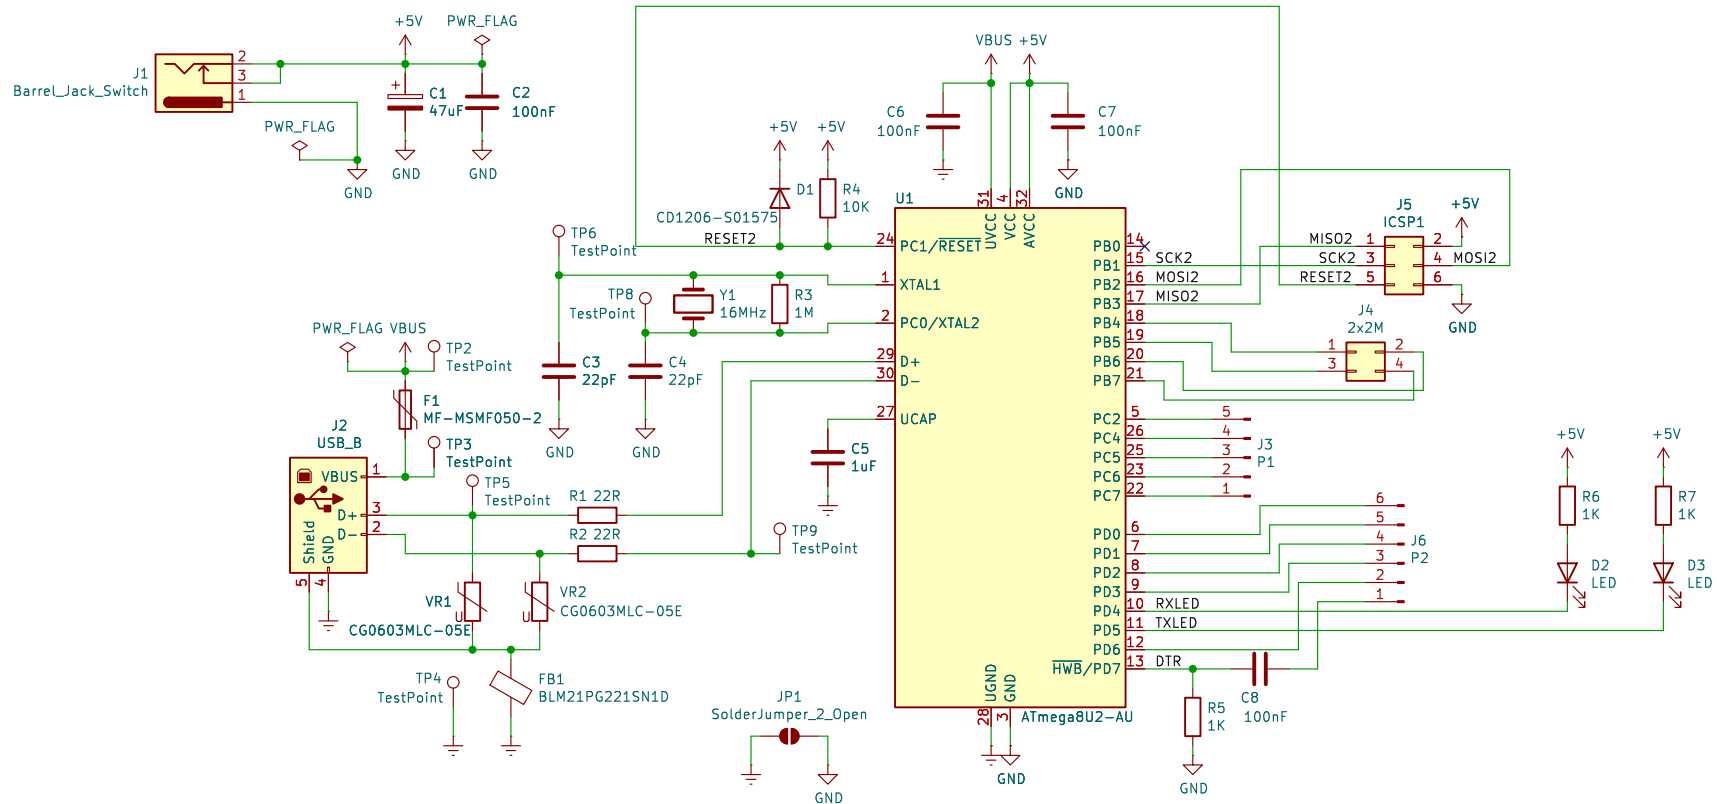 +5V
PWR_FLAG
J1
Barrel_Jack_Switch
2
3
1
+
C1
47uF
C2
100nF
PWR_FLAG
GND
GND
GND
VBUS
+5V
C6
100nF
C7
100nF
GND
+5V
+5V
D1
CD1206-S01575
R4
10K
RESET2
TP6
TestPoint
TP8
TestPoint
Y1
16MHz
R3
1M
C3
22pF
C4
22pF
GND
GND
PWR_FLAG
VBUS
TP2
TestPoint
F1
MF-MSMF050-2
J2
USB_B
TP3
TestPoint
VBUS
1
D+
3
D-
2
Shield
GND
5
4
TP5
TestPoint
R1 22R
R2 22R
TP9
TestPoint
C5
1uF
VR1
CG0603MLC-05E
U
VR2
CG0603MLC-05E
U
TP4
TestPoint
FB1
BLM21PG221SN1D
JP1
SolderJumper_2_Open
GND
U1
31
4
32
UVCC
VCC
AVCC
24
PC1/RESET
1
XTAL1
2
PC0/XTAL2
29
D+
30
D-
27
UCAP
PB0
14
PB1
15
SCK2
PB2
16
MOSI2
PB3
17
MISO2
PB4
18
PB5
19
PB6
20
PB7
21
PC2
5
PC4
26
PC5
25
PC6
23
PC7
22
PD0
6
PD1
7
PD2
8
PD3
9
PD4
10
RXLED
PD5
11
TXLED
PD6
12
HWB/PD7
13
DTR
UGND
GND
28
3
ATmega8U2-AU
GND
J5
ICSP1
+5V
MISO2
1
2
SCK2
3
4
MOSI2
RESET2
5
6
GND
J4
2x2M
1
2
3
4
5
4
3
2
1
J3
P1
6
5
4
3
2
1
J6
P2
+5V
+5V
R6
1K
R7
1K
D2
LED
D3
LED
C8
100nF
R5
1K
GND